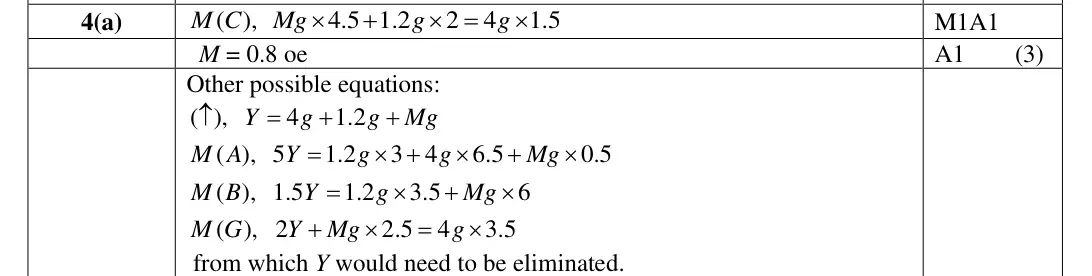 4(a) M(C), Mg×4.5+1.2g×2=4g×1.5 M1A1
M = 0.8 oe A1 (3)
Other possible equations:
(↑), Y=4g+1.2g+Mg
M(A), 5Y=1.2g×3+4g×6.5+Mg×0.5
M(B), 1.5Y=1.2g×3.5+Mg×6
M(G), 2Y+Mg×2.5=4g×3.5
from which Y would need to be eliminated.